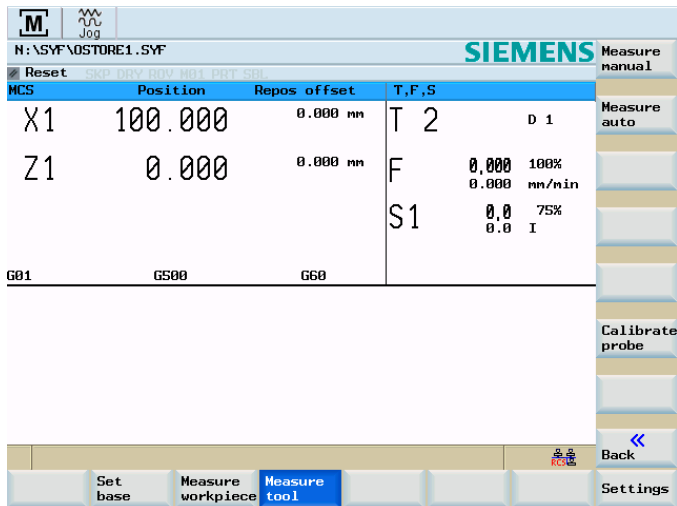 M
Jog
N:\SYF\OSTORE1.SYF
SIEMENS
Reset SKP DRY ROV M01 PRT SBL
MCS Position Repos offset T,F,S
X1 100.000 0.000 mm T 2 D 1
Z1 0.000 0.000 mm F 0,000 100%
0.000 mm/min
S1 0,0 75%
0.0 I
G01 G500 G60
Measure
manual
Measure
auto
Calibrate
probe
«
Back
RCS
Set
base
Measure
workpiece
Measure
tool
Settings